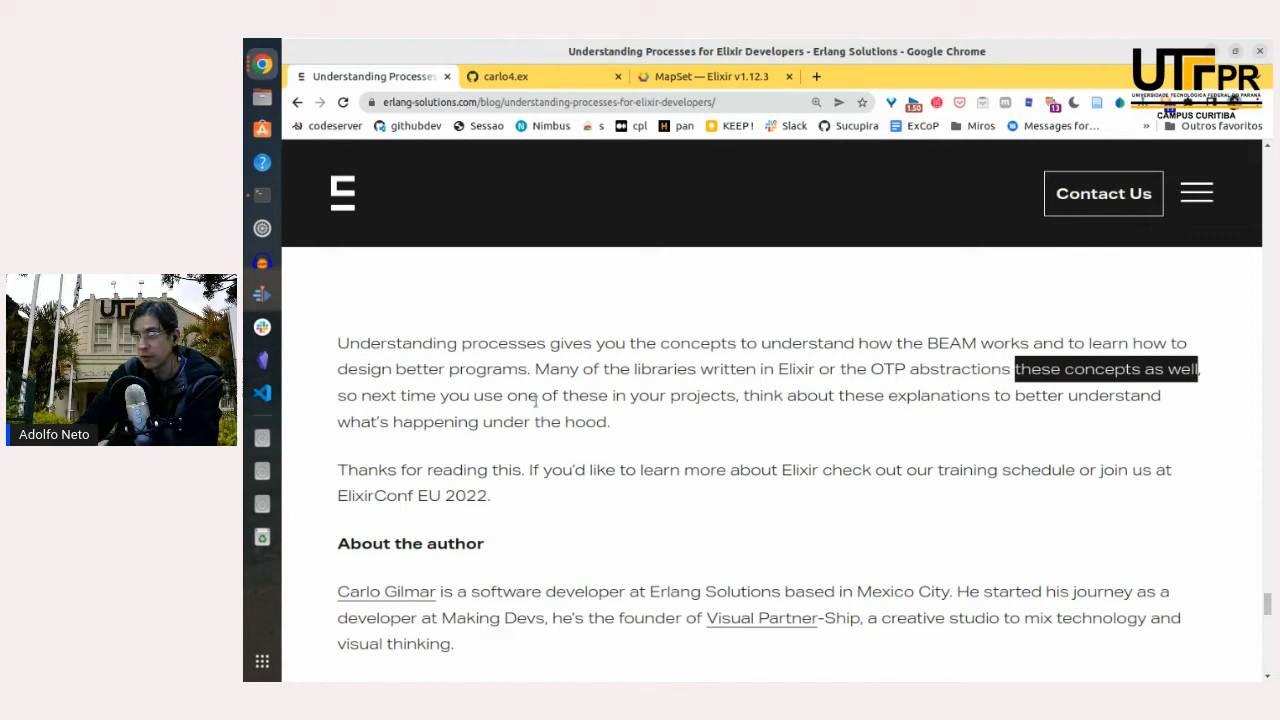 Understanding Processes for Elixir Developers - Erlang Solutions - Google Chrome
Understanding Processes
carlo4.ex
MapSet — Elixir v1.12.3
erlang-solutions.com/blog/understanding-processes-for-elixir-developers/
1.50
13
codeserver
githubdev
Sessao
Nimbus
s
cpl
pan
KEEP!
Slack
Sucupira
ExCoP
Miros
Messages for…
»
Outros favoritos
UTFPR
UNIVERSIDADE TECNOLÓGICA FEDERAL DO PARANÁ
CAMPUS CURITIBA
Contact Us
Understanding processes gives you the concepts to understand how the BEAM works and to learn how to
design better programs. Many of the libraries written in Elixir or the OTP abstractions these concepts as well,
so next time you use one of these in your projects, think about these explanations to better understand
what's happening under the hood.
Thanks for reading this. If you'd like to learn more about Elixir check out our training schedule or join us at
ElixirConf EU 2022.
About the author
Carlo Gilmar is a software developer at Erlang Solutions based in Mexico City. He started his journey as a
developer at Making Devs, he's the founder of Visual Partner-Ship, a creative studio to mix technology and
visual thinking.
UTFPR
Adolfo Neto